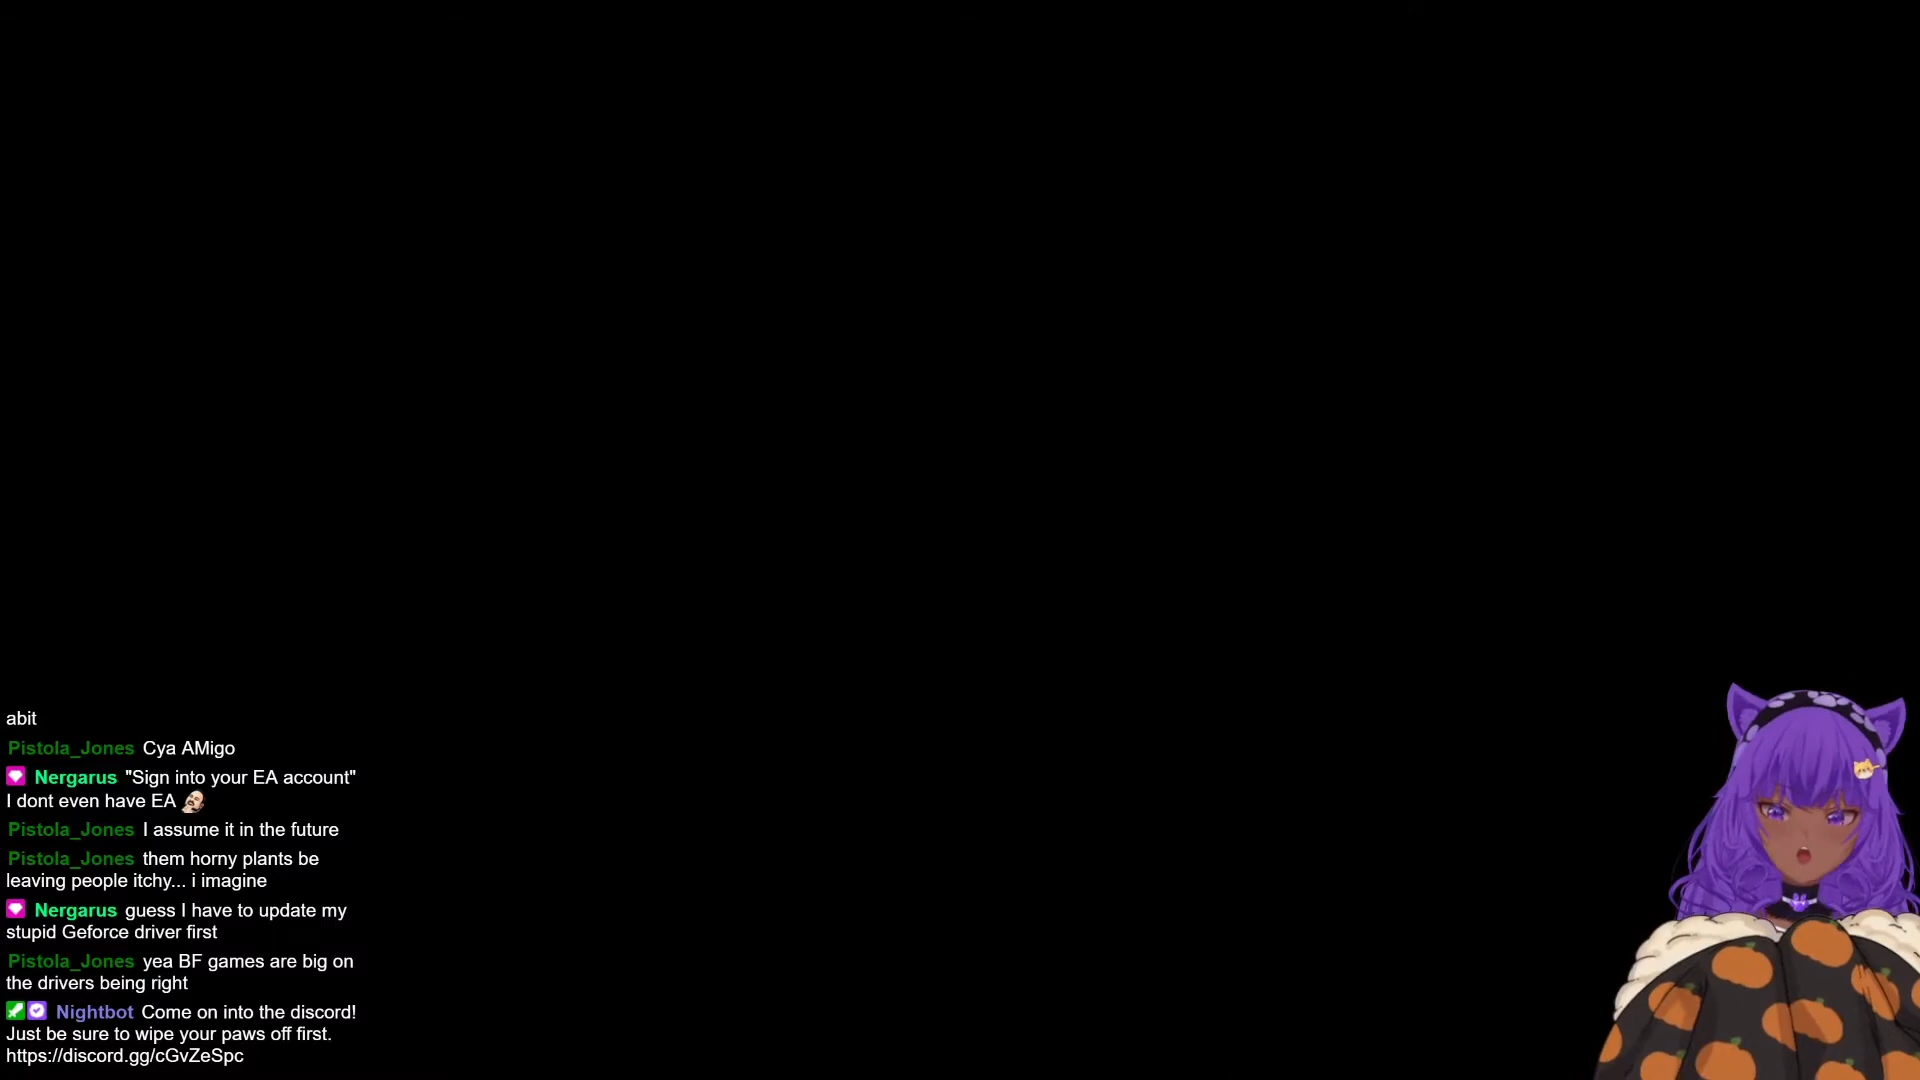 abit
Pistola_Jones Cya AMigo
Nergarus "Sign into your EA account"
I dont even have EA
Pistola_Jones I assume it in the future
Pistola_Jones them horny plants be
leaving people itchy... i imagine
Nergarus guess I have to update my
stupid Geforce driver first
Pistola_Jones yea BF games are big on
the drivers being right
Nightbot Come on into the discord!
Just be sure to wipe your paws off first.
https://discord.gg/cGvZeSpc